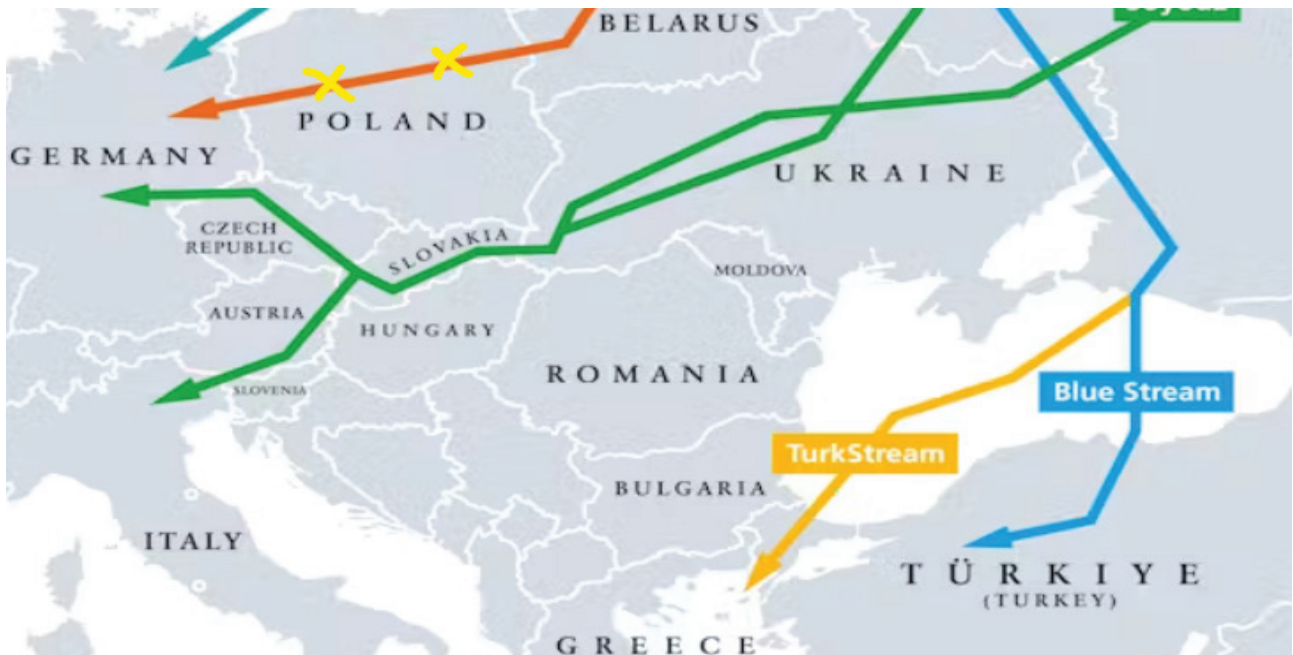 BELARUS
POLAND
GERMANY
UKRAINE
CZECH
REPUBLIC
SLOVAKIA
MOLDOVA
AUSTRIA
HUNGARY
ROMANIA
SLOVENIA
Blue Stream
TurkStream
BULGARIA
ITALY
TÜRKIYE
(TURKEY)
GREECE